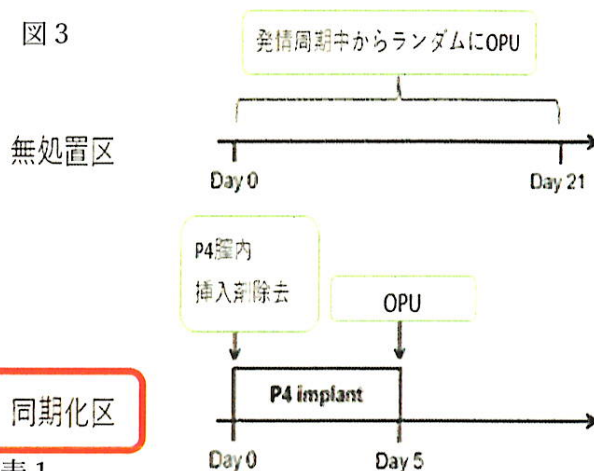 図3
発情周期中からランダムにOPU
無処置区
Day 0
Day 21
P4膣内
挿入剤除去
OPU
P4 implant
同期化区
Day 0
Day 5
表1